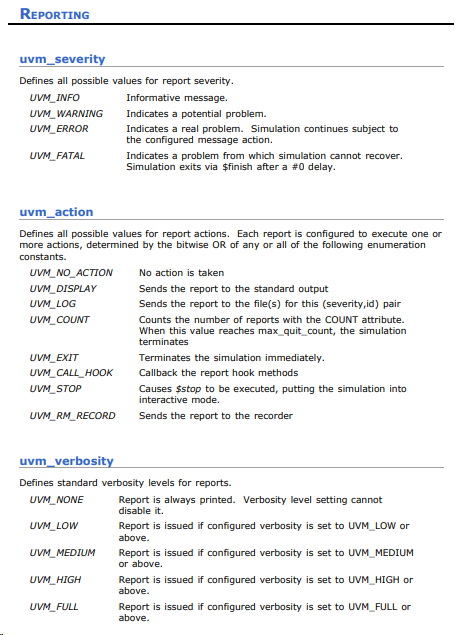 REPORTING
uvm_severity
Defines all possible values for report severity.
UVM_INFO Informative message.
UVM_WARNING Indicates a potential problem.
UVM_ERROR Indicates a real problem. Simulation continues subject to
the configured message action.
UVM_FATAL Indicates a problem from which simulation cannot recover.
Simulation exits via $finish after a #0 delay.
uvm_action
Defines all possible values for report actions. Each report is configured to execute one or
more actions, determined by the bitwise OR of any or all of the following enumeration
constants.
UVM_NO_ACTION No action is taken
UVM_DISPLAY Sends the report to the standard output
UVM_LOG Sends the report to the file(s) for this (severity,id) pair
UVM_COUNT Counts the number of reports with the COUNT attribute.
When this value reaches max_quit_count, the simulation
terminates
UVM_EXIT Terminates the simulation immediately.
UVM_CALL_HOOK Callback the report hook methods
UVM_STOP Causes $stop to be executed, putting the simulation into
interactive mode.
UVM_RM_RECORD Sends the report to the recorder
uvm_verbosity
Defines standard verbosity levels for reports.
UVM_NONE Report is always printed. Verbosity level setting cannot
disable it.
UVM_LOW Report is issued if configured verbosity is set to UVM_LOW or
above.
UVM_MEDIUM Report is issued if configured verbosity is set to UVM_MEDIUM
or above.
UVM_HIGH Report is issued if configured verbosity is set to UVM_HIGH or
above.
UVM_FULL Report is issued if configured verbosity is set to UVM_FULL or
above.